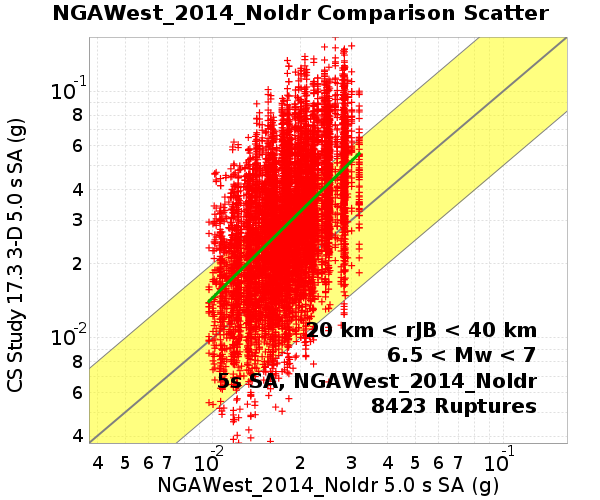 NGAWest_2014_NoIdr Comparison Scatter
CS Study 17.3 3-D 5.0 s SA (g)
10-1
8
6
4
3
2
10-2
8
6
4
20 km < rJB < 40 km
6.5 < Mw < 7
5s SA, NGAWest_2014_NoIdr
8423 Ruptures
4 5 6 7 10-2 2 3 4 5 6 7 10-1
NGAWest_2014_NoIdr 5.0 s SA (g)